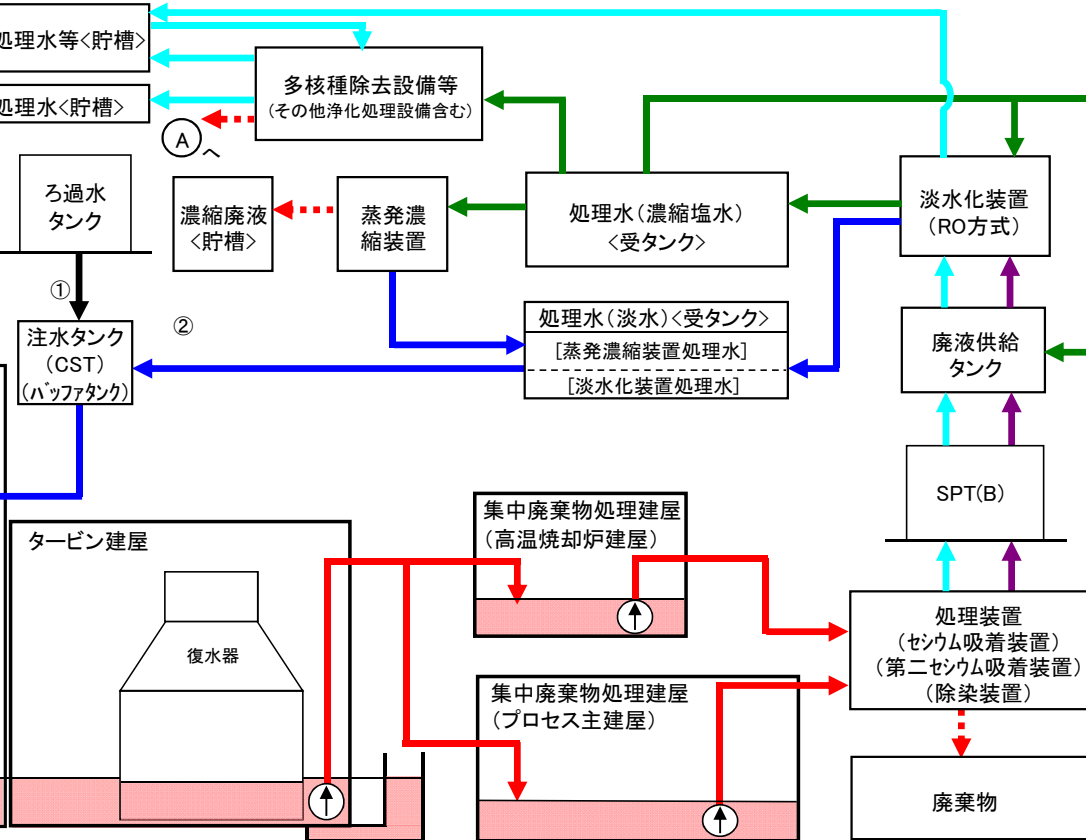 処理水等<貯槽>
処理水<貯槽>
多核種除去設備等
(その他浄化処理設備含む)
A
へ
ろ過水
タンク
濃縮廃液
<貯槽>
蒸発濃
縮装置
処理水(濃縮塩水)
<受タンク>
淡水化装置
(RO方式)
①
②
注水タンク
(CST)
(バッファタンク)
処理水(淡水)<受タンク>
[蒸発濃縮装置処理水]
[淡水化装置処理水]
廃液供給
タンク
SPT(B)
タービン建屋
復水器
集中廃棄物処理建屋
(高温焼却炉建屋)
集中廃棄物処理建屋
(プロセス主建屋)
処理装置
(セシウム吸着装置)
(第二セシウム吸着装置)
(除染装置)
廃棄物